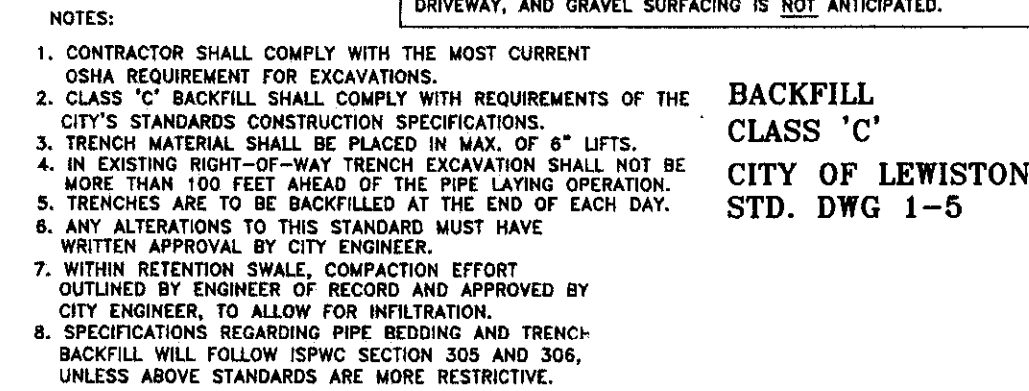 DRIVEWAY, AND GRAVEL SURFACING IS NOT ANTICIPATED.
NOTES:
1. CONTRACTOR SHALL COMPLY WITH THE MOST CURRENT
OSHA REQUIREMENT FOR EXCAVATIONS.
2. CLASS 'C' BACKFILL SHALL COMPLY WITH REQUIREMENTS OF THE
CITY'S STANDARDS CONSTRUCTION SPECIFICATIONS.
3. TRENCH MATERIAL SHALL BE PLACED IN MAX. OF 6" LIFTS.
4. IN EXISTING RIGHT-OF-WAY TRENCH EXCAVATION SHALL NOT BE
MORE THAN 100 FEET AHEAD OF THE PIPE LAYING OPERATION.
5. TRENCHES ARE TO BE BACKFILLED AT THE END OF EACH DAY.
6. ANY ALTERATIONS TO THIS STANDARD MUST HAVE
WRITTEN APPROVAL BY CITY ENGINEER.
7. WITHIN RETENTION SWALE, COMPACTION EFFORT
OUTLINED BY ENGINEER OF RECORD AND APPROVED BY
CITY ENGINEER, TO ALLOW FOR INFILTRATION.
8. SPECIFICATIONS REGARDING PIPE BEDDING AND TRENCH
BACKFILL WILL FOLLOW ISPWC SECTION 305 AND 306,
UNLESS ABOVE STANDARDS ARE MORE RESTRICTIVE.
BACKFILL
CLASS 'C'
CITY OF LEWISTON
STD. DWG 1-5